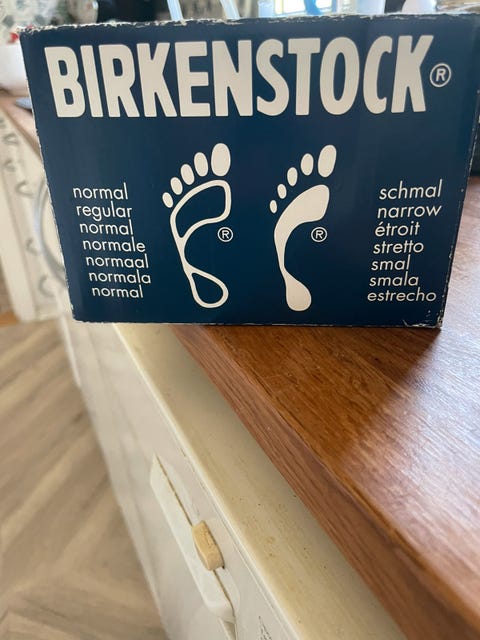 BIRKENSTOCK®
normal
regular
normal
normale
normaal
normala
normal
®
®
schmal
narrow
étroit
stretto
smal
smala
estrecho